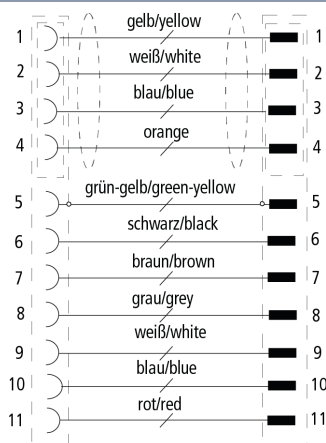 gelb/yellow
1 1
weiß/white
2 2
blau/blue
3 3
orange
4 4
grün-gelb/green-yellow
5 5
schwarz/black
6 6
braun/brown
7 7
grau/grey
8 8
weiß/white
9 9
blau/blue
10 10
rot/red
11 11